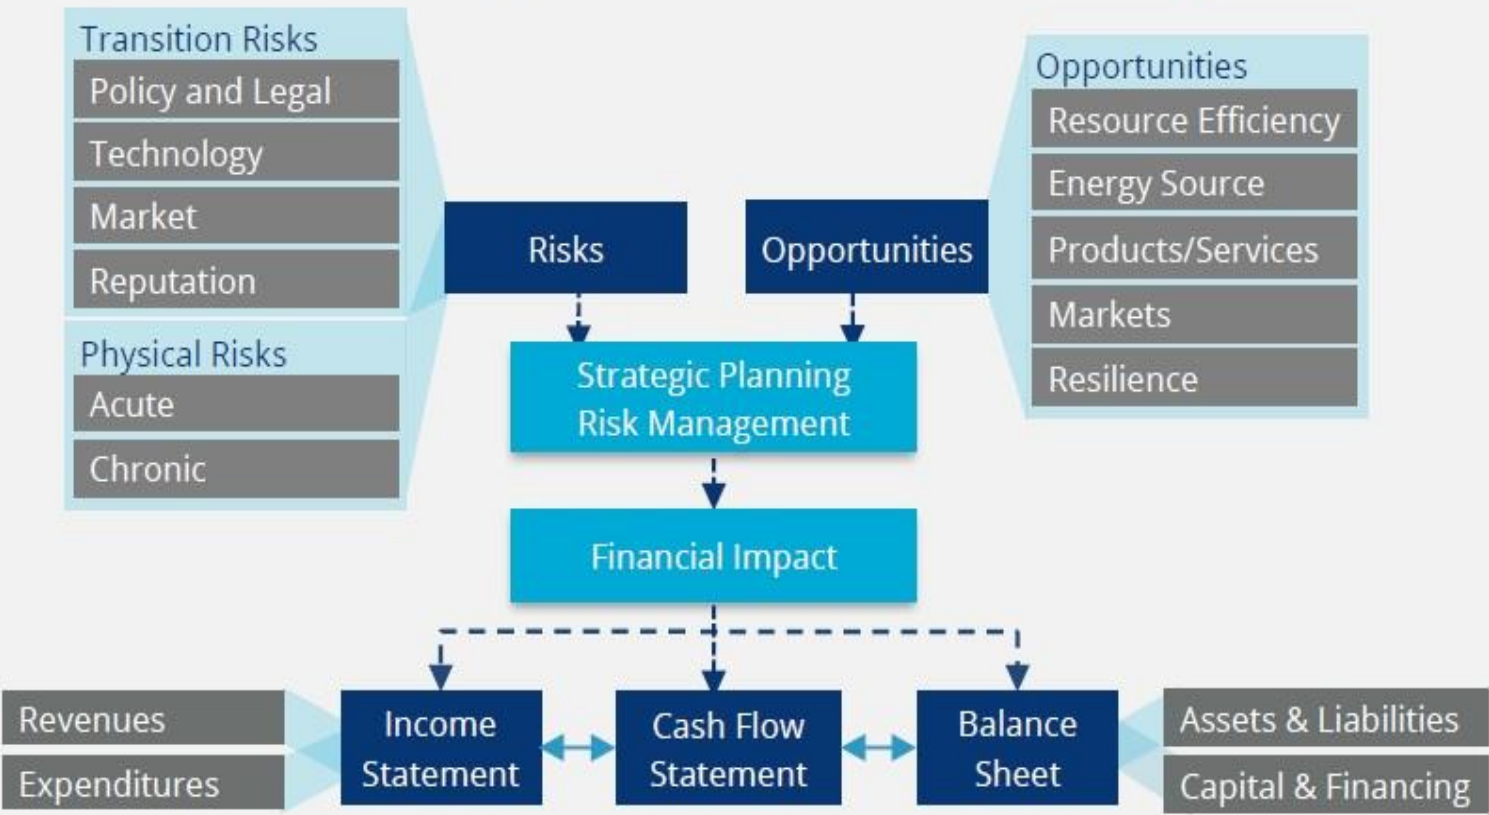 Transition Risks
Policy and Legal
Technology
Market
Reputation
Physical Risks
Acute
Chronic
Risks
Opportunities
Opportunities
Resource Efficiency
Energy Source
Products/Services
Markets
Resilience
Strategic Planning
Risk Management
Financial Impact
Revenues
Expenditures
Income
Statement
Cash Flow
Statement
Balance
Sheet
Assets & Liabilities
Capital & Financing